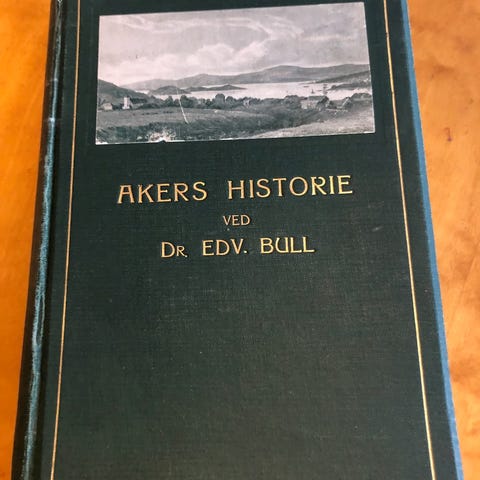 AKERS HISTORIE
VED
DR. EDV. BULL